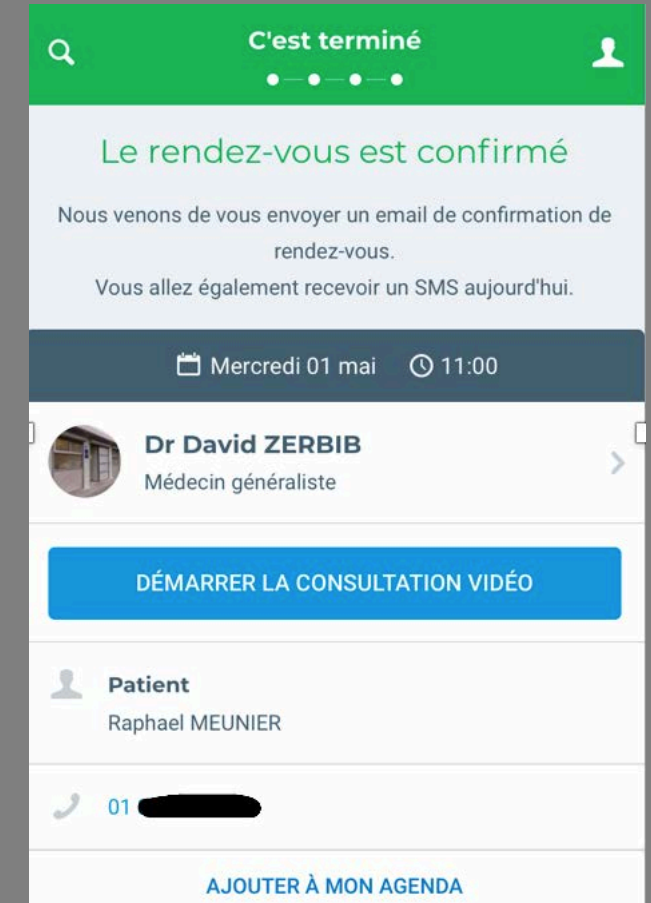 C'est terminé
Le rendez-vous est confirmé
Nous venons de vous envoyer un email de confirmation de
rendez-vous.
Vous allez également recevoir un SMS aujourd'hui.
Mercredi 01 mai 11:00
Dr David ZERBIB
Médecin généraliste
DÉMARRER LA CONSULTATION VIDÉO
Patient
Raphael MEUNIER
01
AJOUTER À MON AGENDA